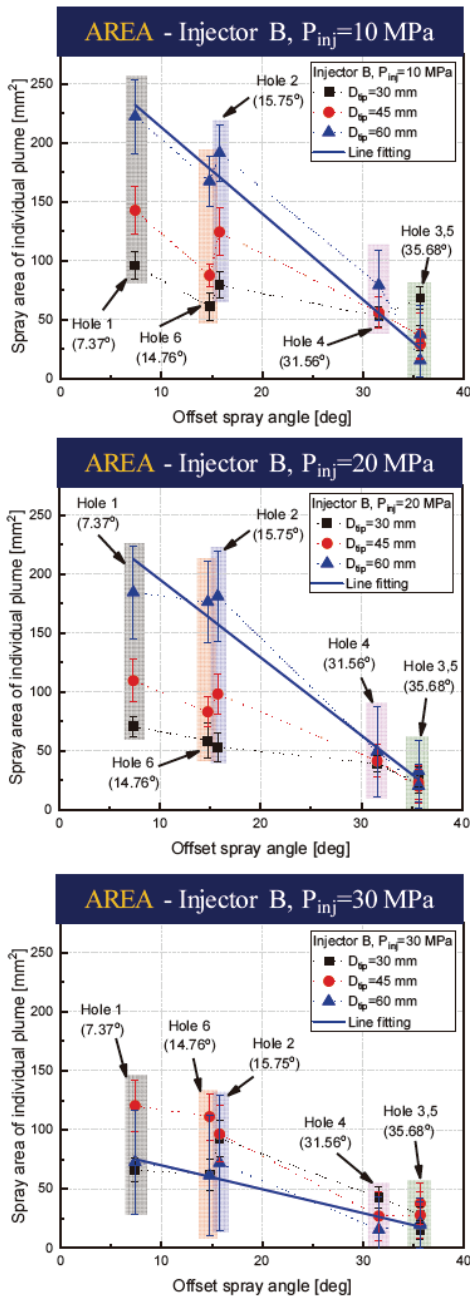 AREA - Injector B, Pinj=10 MPa
Spray area of individual plume [mm²]
250
200
150
100
50
0
Hole 2
(15.75°)
Injector B, Pinj=10 MPa
Dtip=30 mm
Dtip=45 mm
Dtip=60 mm
Line fitting
Hole 3,5
(35.68°)
Hole 1
(7.37°)
Hole 6
(14.76°)
Hole 4
(31.56°)
0 10 20 30 40
Offset spray angle [deg]
AREA - Injector B, Pinj=20 MPa
Spray area of individual plume [mm²]
250
200
150
100
50
0
Hole 1
(7.37°)
Hole 2
(15.75°)
Injector B, Pinj=20 MPa
Dtip=30 mm
Dtip=45 mm
Dtip=60 mm
Line fitting
Hole 4
(31.56°)
Hole 3,5
(35.68°)
Hole 6
(14.76°)
0 10 20 30 40
Offset spray angle [deg]
AREA - Injector B, Pinj=30 MPa
Spray area of individual plume [mm²]
250
200
150
100
50
0
Hole 1
(7.37°)
Hole 6
(14.76°)
Hole 2
(15.75°)
Injector B, Pinj=30 MPa
Dtip=30 mm
Dtip=45 mm
Dtip=60 mm
Line fitting
Hole 4
(31.56°)
Hole 3,5
(35.68°)
0 10 20 30 40
Offset spray angle [deg]